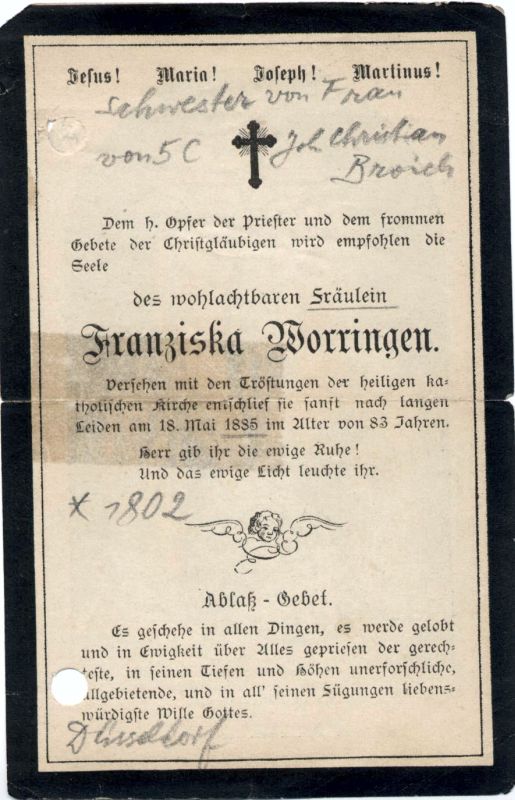 Jesus! Maria! Joseph! Martinus!
Schwester von Frau
von 5C Joh Christian
Broich
Dem h. Opfer der Priester und dem frommen
Gebete der Christgläubigen wird empfohlen die
Seele
des wohlachtbaren Fräulein
Franziska Worringen.
Versehen mit den Tröstungen der heiligen ka-
tholischen Kirche entschlief sie sanft nach langen
Leiden am 18. Mai 1885 im Alter von 83 Jahren.
Herr gib ihr die ewige Ruhe!
Und das ewige Licht leuchte ihr.
* 1802
Ablaß-Gebet.
Es geschehe in allen Dingen, es werde gelobt
und in Ewigkeit über Alles gepriesen der gerech-
teste, in seinen Tiefen und Höhen unerforschliche,
allgebietende, und in all' seinen Fügungen liebens-
würdigste Wille Gottes.
Düsseldorf